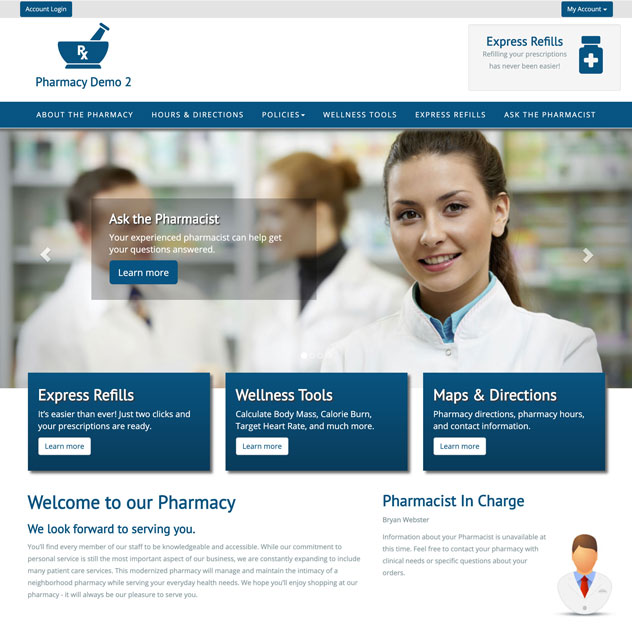 Account Login
My Account
Rx
Pharmacy Demo 2
Express Refills
Refilling your prescriptions
has never been easier!
ABOUT THE PHARMACY
HOURS & DIRECTIONS
POLICIES
WELLNESS TOOLS
EXPRESS REFILLS
ASK THE PHARMACIST
Ask the Pharmacist
Your experienced pharmacist can help get
your questions answered.
Learn more
Express Refills
It's easier than ever! Just two clicks and
your prescriptions are ready.
Learn more
Wellness Tools
Calculate Body Mass, Calorie Burn,
Target Heart Rate, and much more.
Learn more
Maps & Directions
Pharmacy directions, pharmacy hours,
and contact information.
Learn more
Welcome to our Pharmacy
We look forward to serving you.
You'll find every member of our staff to be knowledgeable and accessible. While our commitment to
personal service is still the most important aspect of our business, we are constantly expanding to include
many patient care services. This modernized pharmacy will manage and maintain the intimacy of a
neighborhood pharmacy while serving your everyday health needs. We hope you'll enjoy shopping at our
pharmacy - it will always be our pleasure to serve you.
Pharmacist In Charge
Bryan Webster
Information about your Pharmacist is unavailable at
this time. Feel free to contact your pharmacy with
clinical needs or specific questions about your
orders.